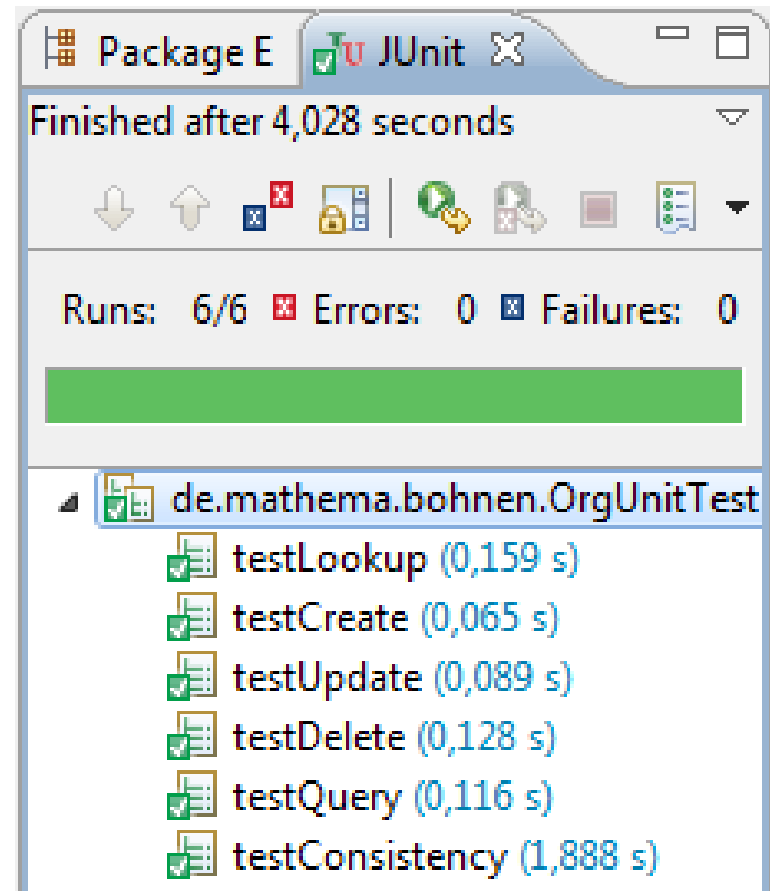 Package E JUnit
Finished after 4,028 seconds
Runs: 6/6 Errors: 0 Failures: 0
de.mathema.bohnen.OrgUnitTest
testLookup (0,159 s)
testCreate (0,065 s)
testUpdate (0,089 s)
testDelete (0,128 s)
testQuery (0,116 s)
testConsistency (1,888 s)